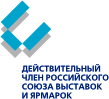 ДЕЙСТВИТЕЛЬНЫЙ
ЧЛЕН РОССИЙСКОГО
СОЮЗА ВЫСТАВОК
И ЯРМАРОК